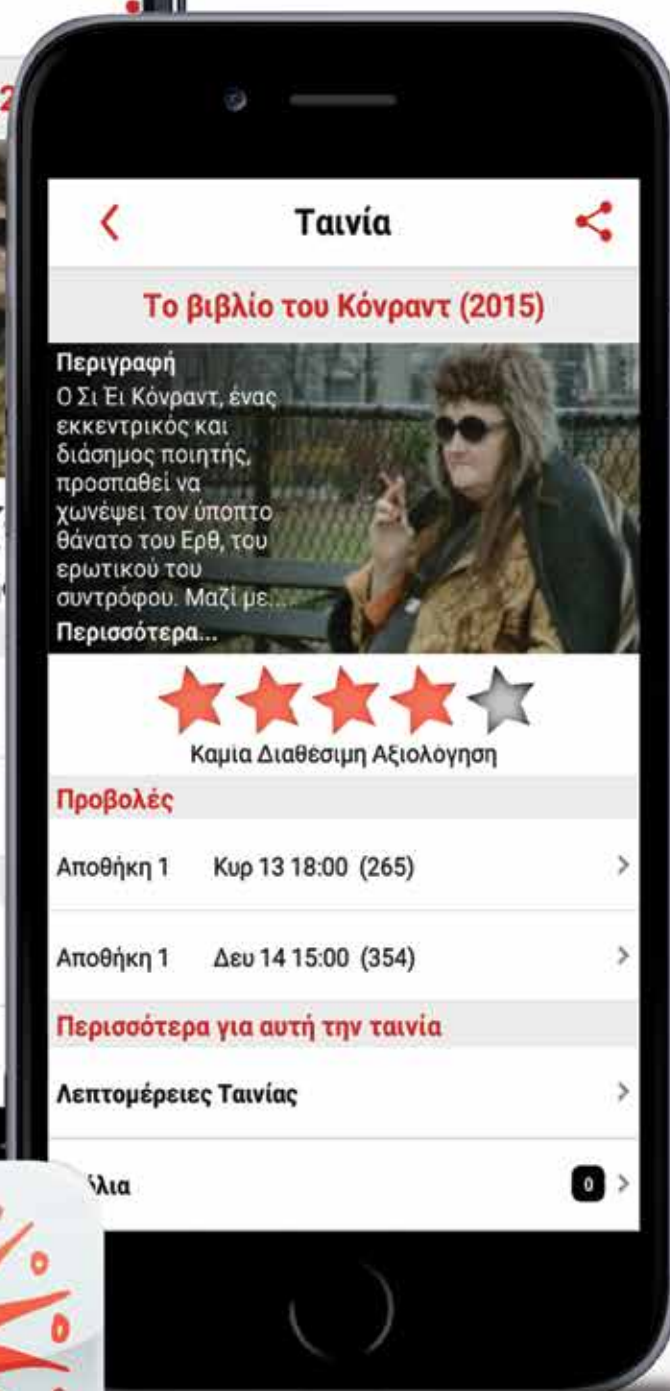 Ταινία
Το βιβλίο του Κόνραντ (2015)
Περιγραφή
Ο Σι Έι Κόνραντ, ένας
εκκεντρικός και
διάσημος ποιητής,
προσπαθεί να
χωνέψει τον ύποπτο
θάνατο του Ερθ, του
ερωτικού του
συντρόφου. Μαζί με...
Περισσότερα...
Καμία Διαθέσιμη Αξιολόγηση
Προβολές
Αποθήκη 1 Κυρ 13 18:00 (265)
Αποθήκη 1 Δευ 14 15:00 (354)
Περισσότερα για αυτή την ταινία
Λεπτομέρειες Ταινίας
0